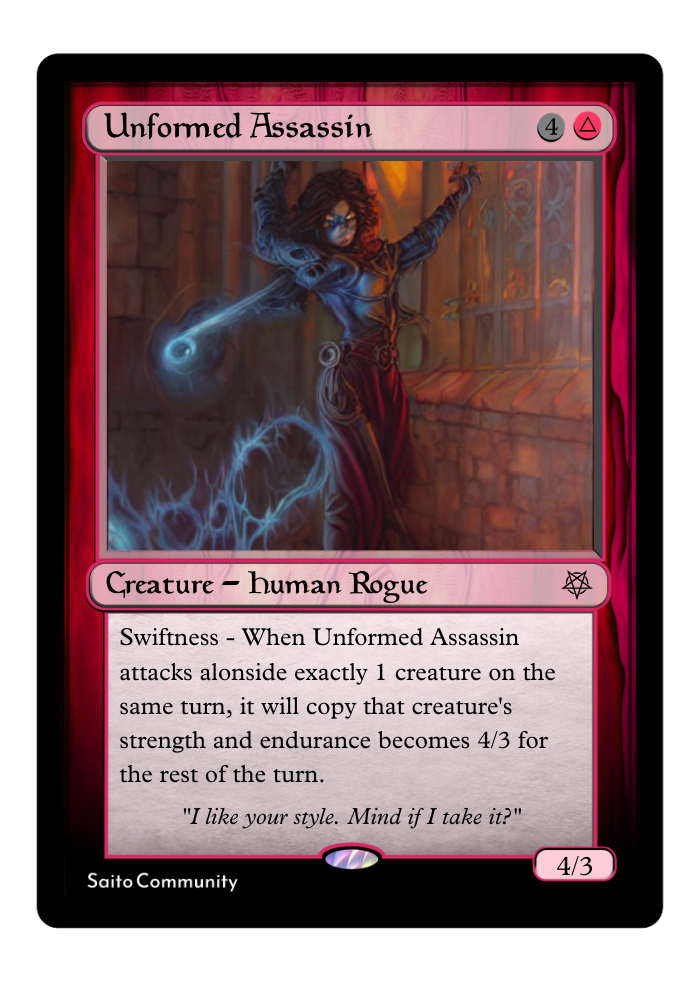 Unformed Assassin 4
Creature – Human Rogue
Swiftness - When Unformed Assassin
attacks alonside exactly 1 creature on the
same turn, it will copy that creature's
strength and endurance becomes 4/3 for
the rest of the turn.
"I like your style. Mind if I take it?"
4/3
Saito Community